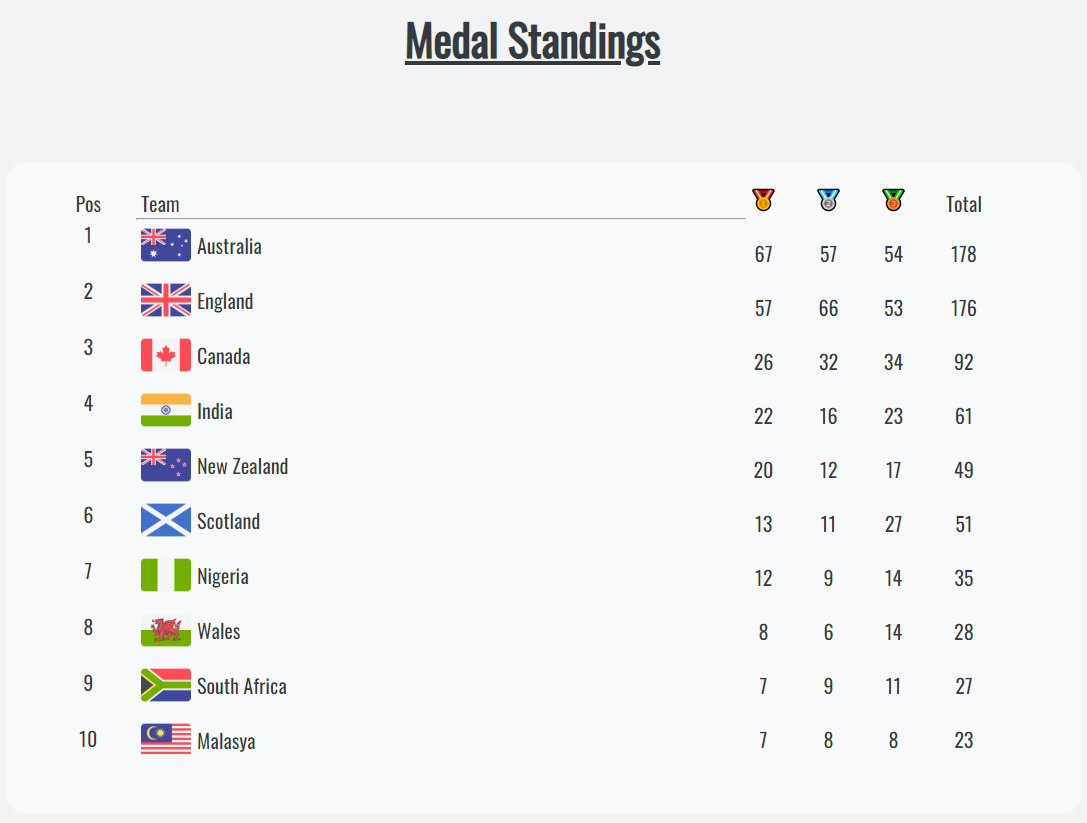 Medal Standings
Pos Team Total
1 Australia 67 57 54 178
2 England 57 66 53 176
3 Canada 26 32 34 92
4 India 22 16 23 61
5 New Zealand 20 12 17 49
6 Scotland 13 11 27 51
7 Nigeria 12 9 14 35
8 Wales 8 6 14 28
9 South Africa 7 9 11 27
10 Malasya 7 8 8 23